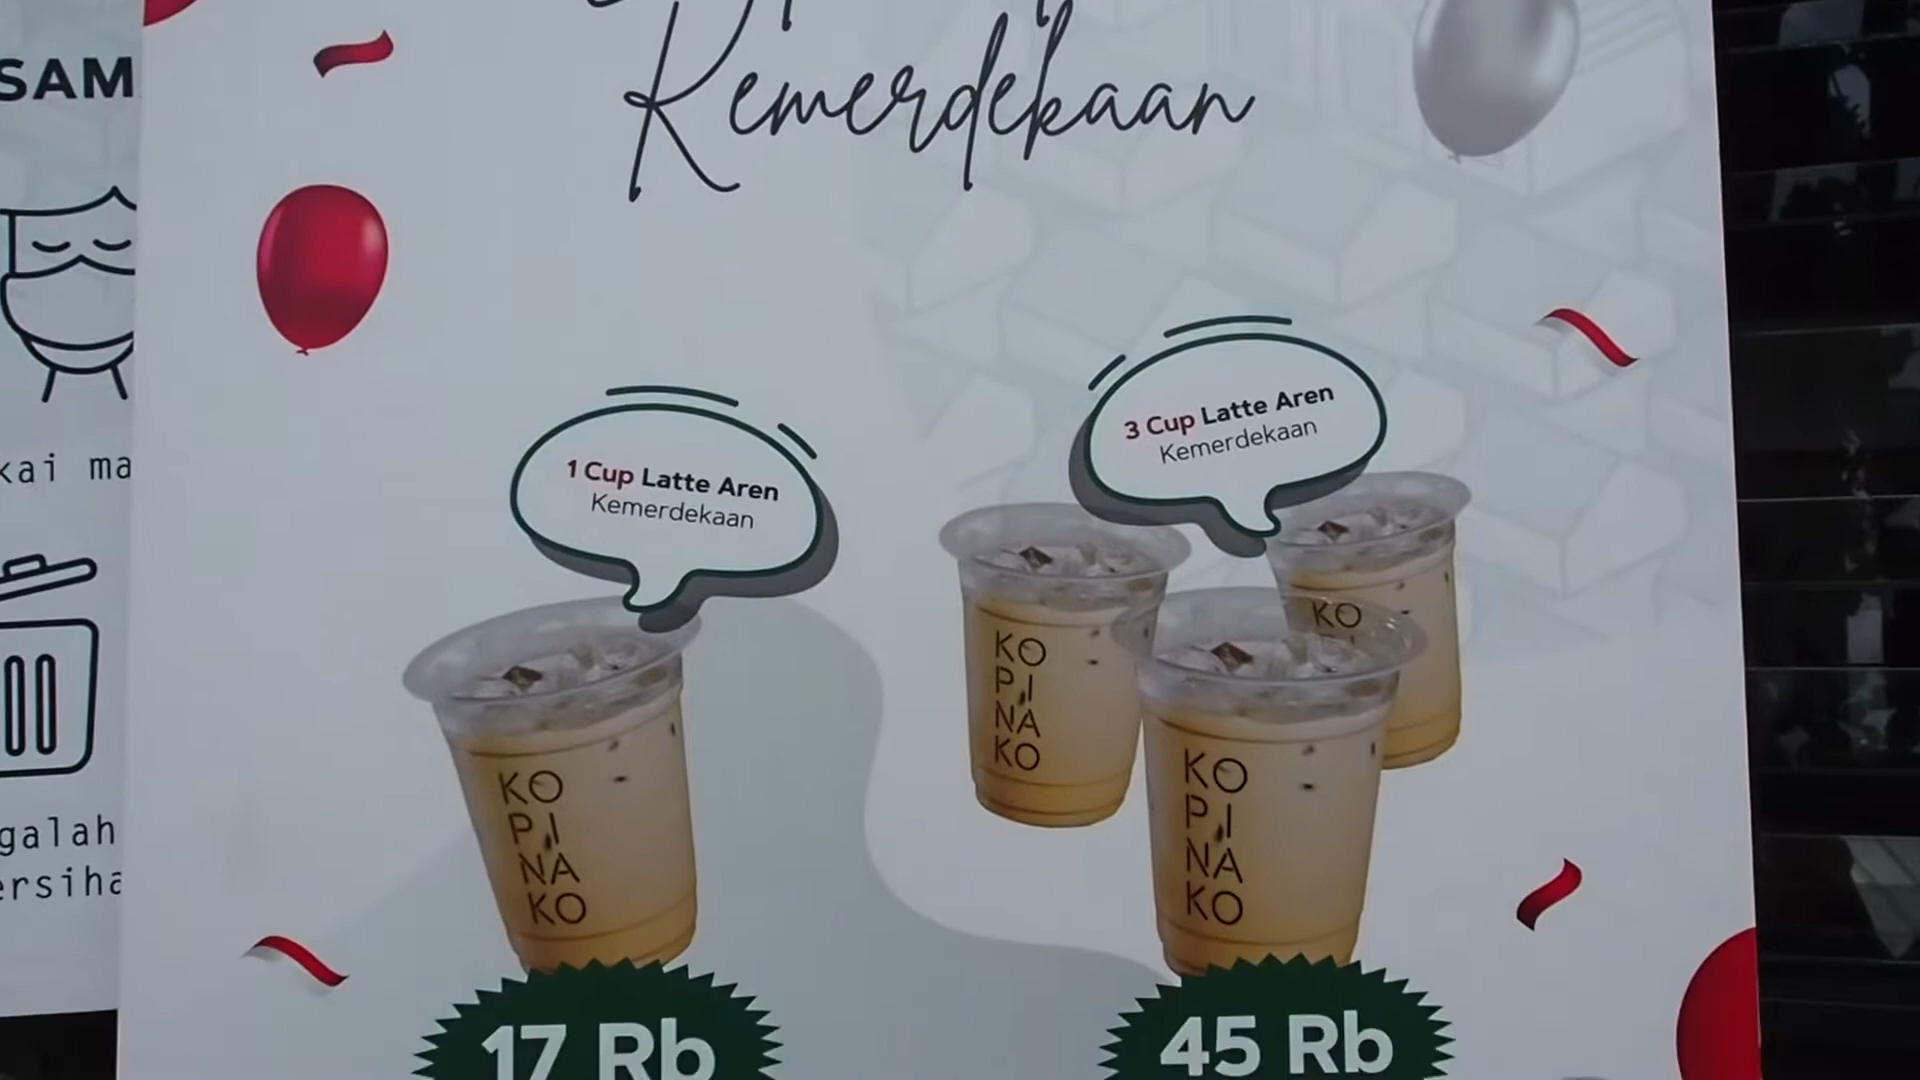 SAM
kai ma
galah
ersiha
Kemerdekaan
1 Cup Latte Aren
Kemerdekaan
3 Cup Latte Aren
Kemerdekaan
KO
PI
NA
KO
KO
PI
NA
KO
KO
PI
NA
KO
KO
17 Rb
45 Rb